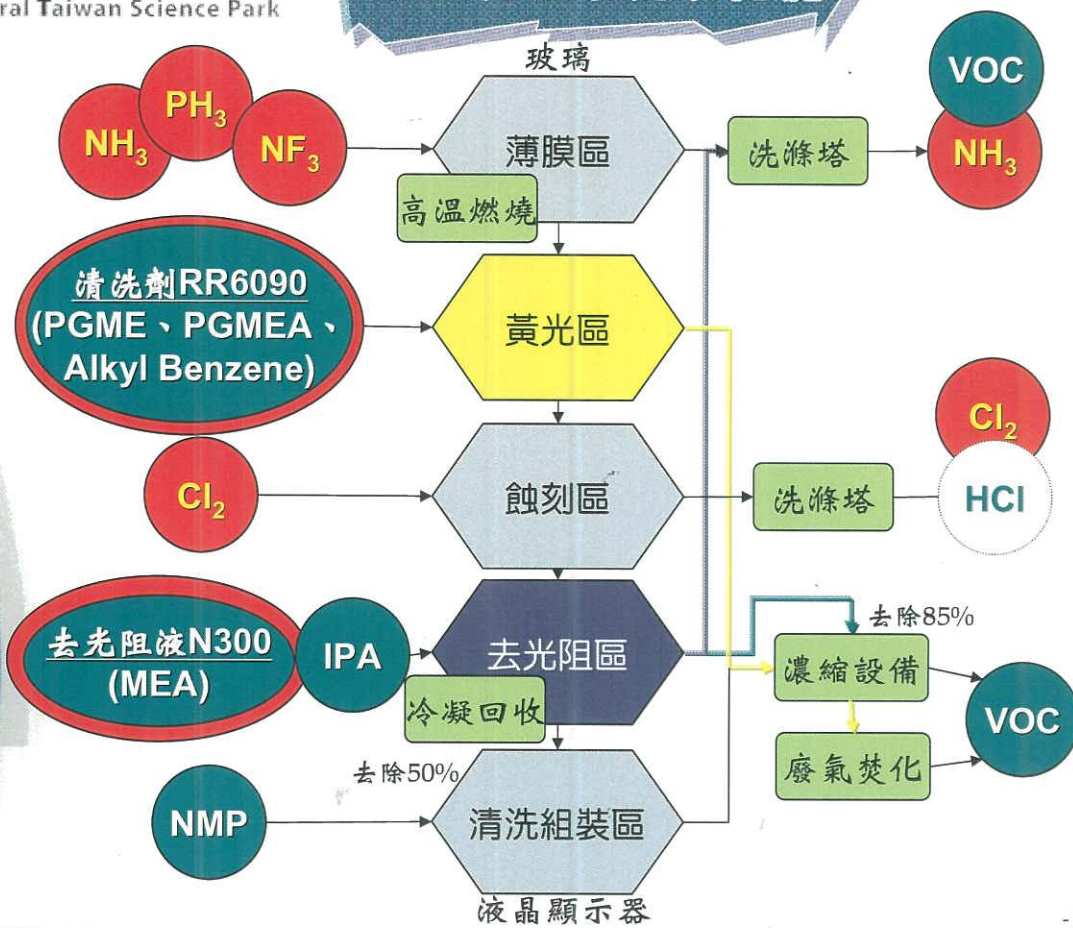 ral Taiwan Science Park
玻璃
NH₃
PH₃
NF₃
薄膜區
高溫燃燒
洗滌塔
VOC
NH₃
清洗劑RR6090
(PGME、PGMEA、
Alkyl Benzene)
黃光區
Cl₂
蝕刻區
洗滌塔
Cl₂
HCl
去光阻液N300
(MEA)
IPA
去光阻區
冷凝回收
去除85%
濃縮設備
廢氣焚化
VOC
去除50%
NMP
清洗組裝區
液晶顯示器